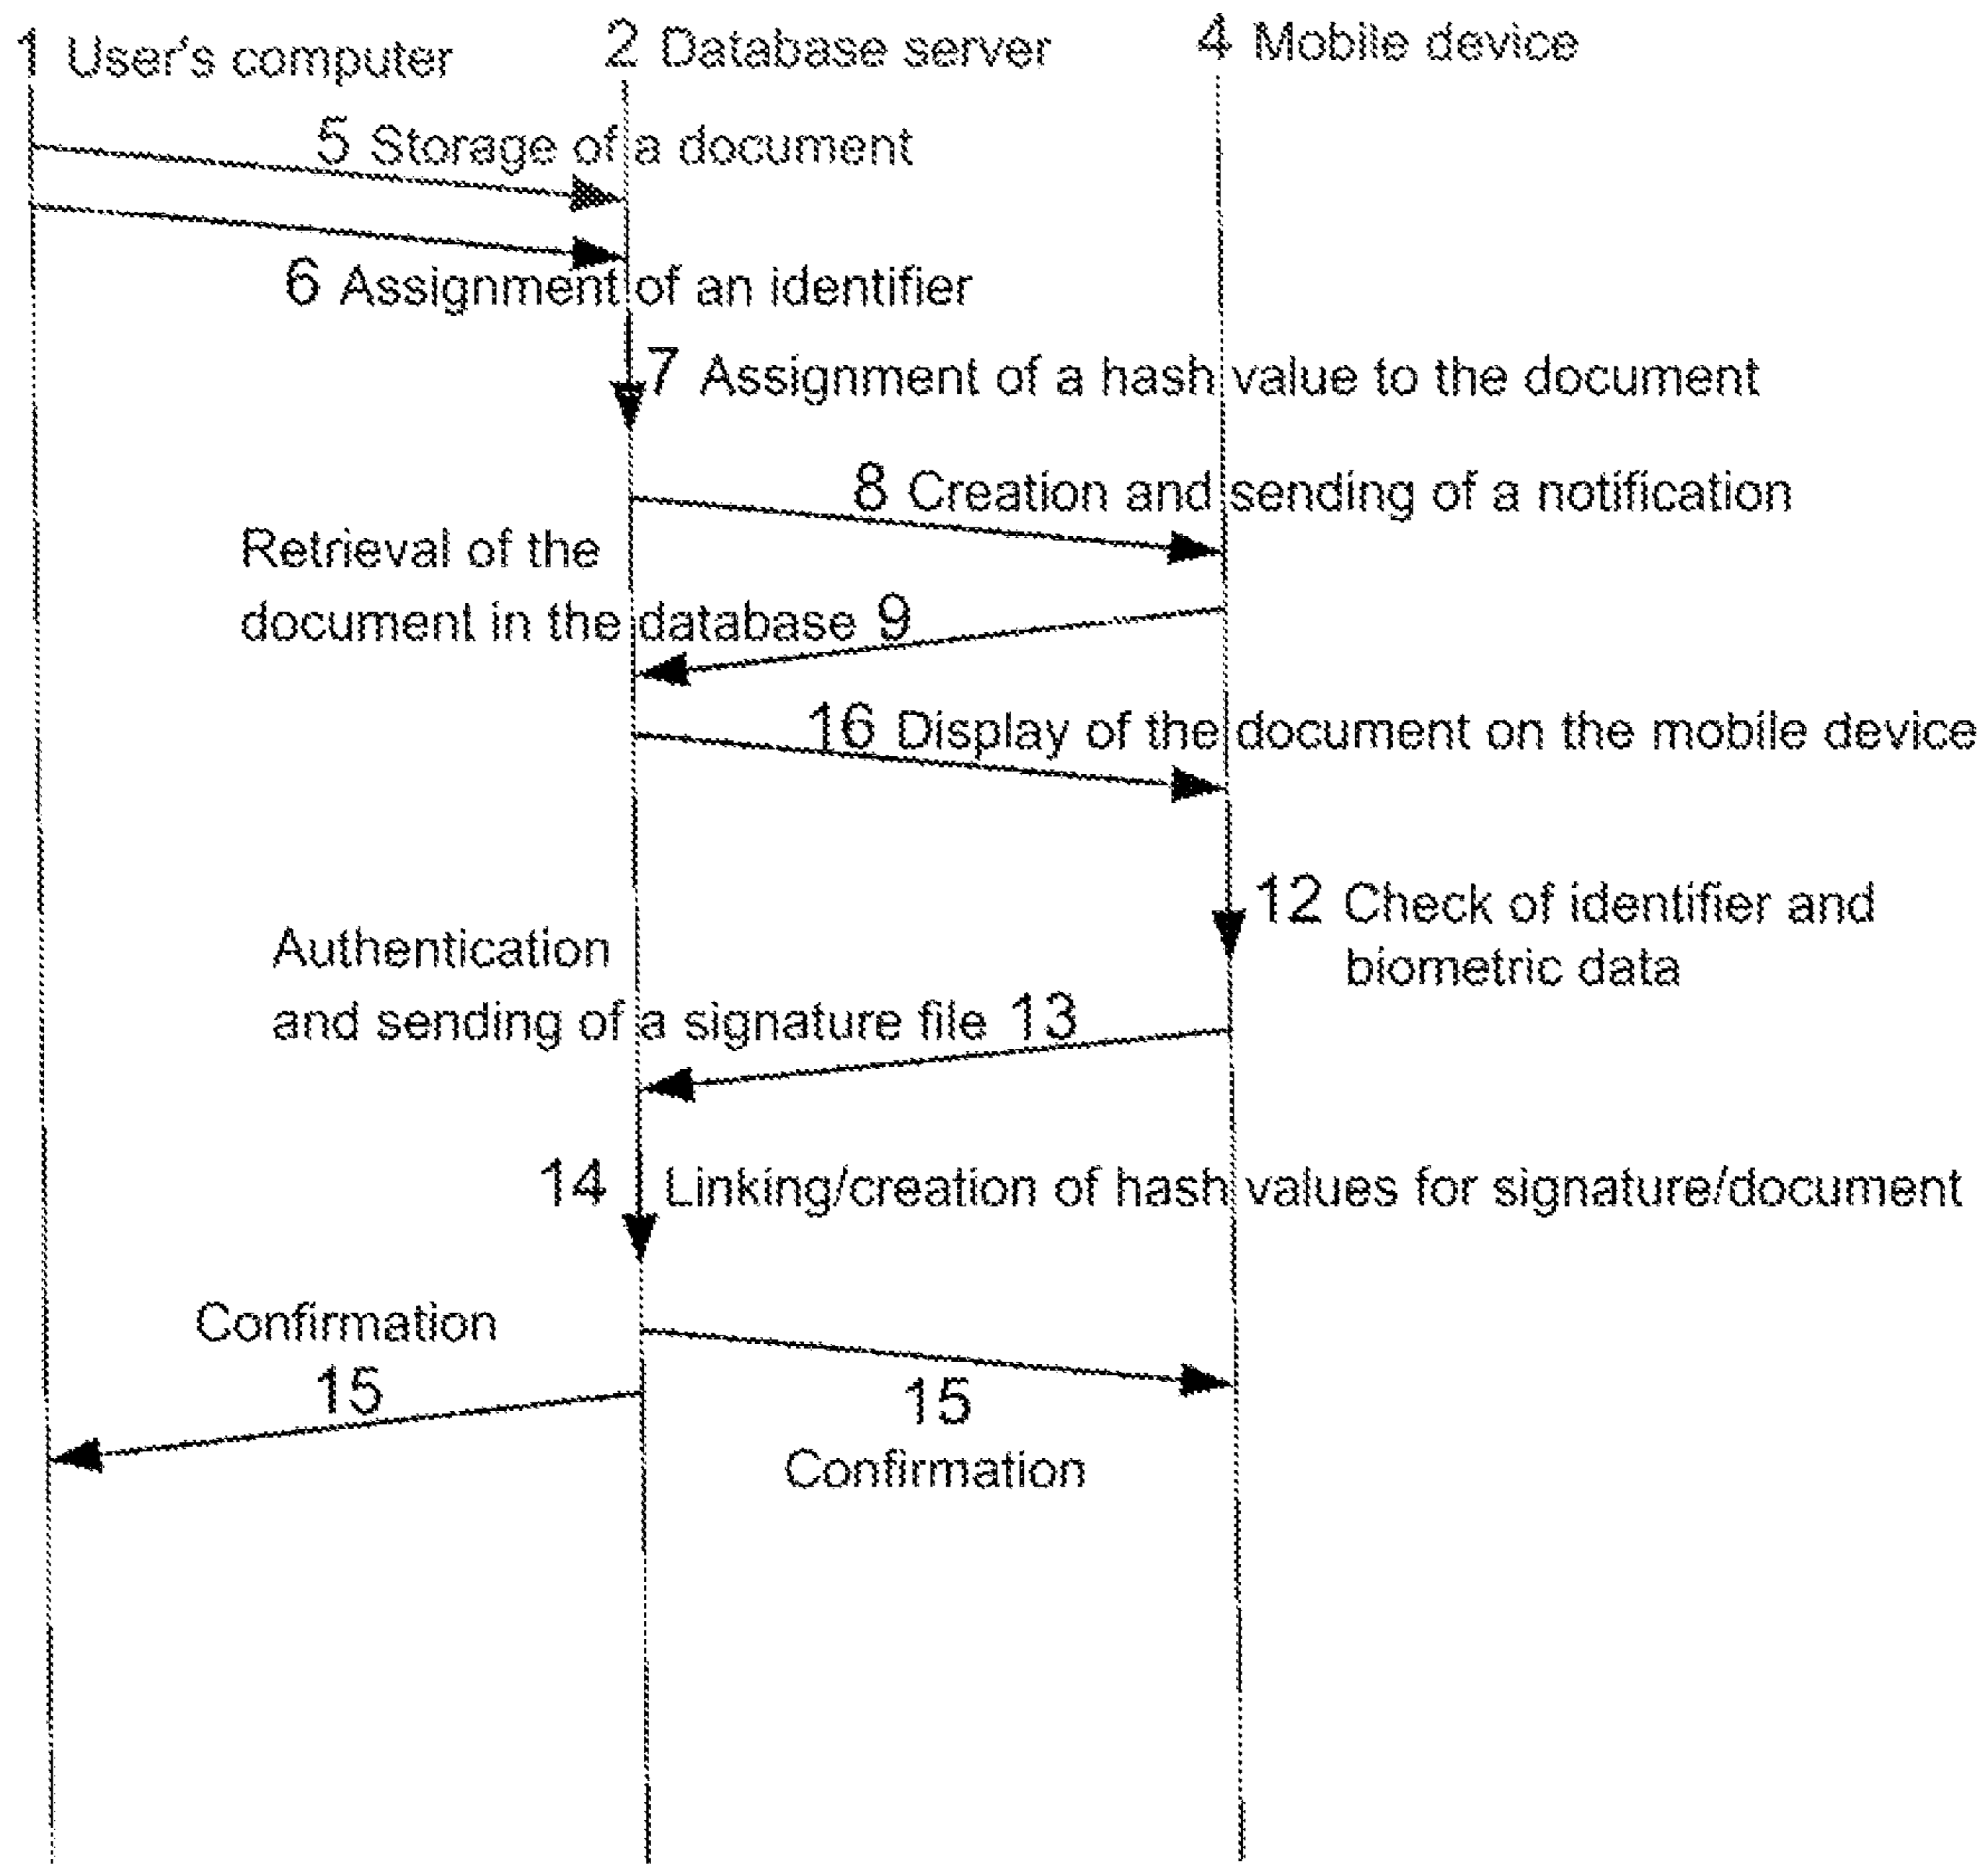 1 User's computer
2 Database server
4 Mobile device
5 Storage of a document
6 Assignment of an identifier
7 Assignment of a hash value to the document
8 Creation and sending of a notification
Retrieval of the
document in the database 9
16 Display of the document on the mobile device
12 Check of identifier and
biometric data
Authentication
and sending of a signature file 13
14 Linking/creation of hash values for signature/document
Confirmation
15
15
Confirmation